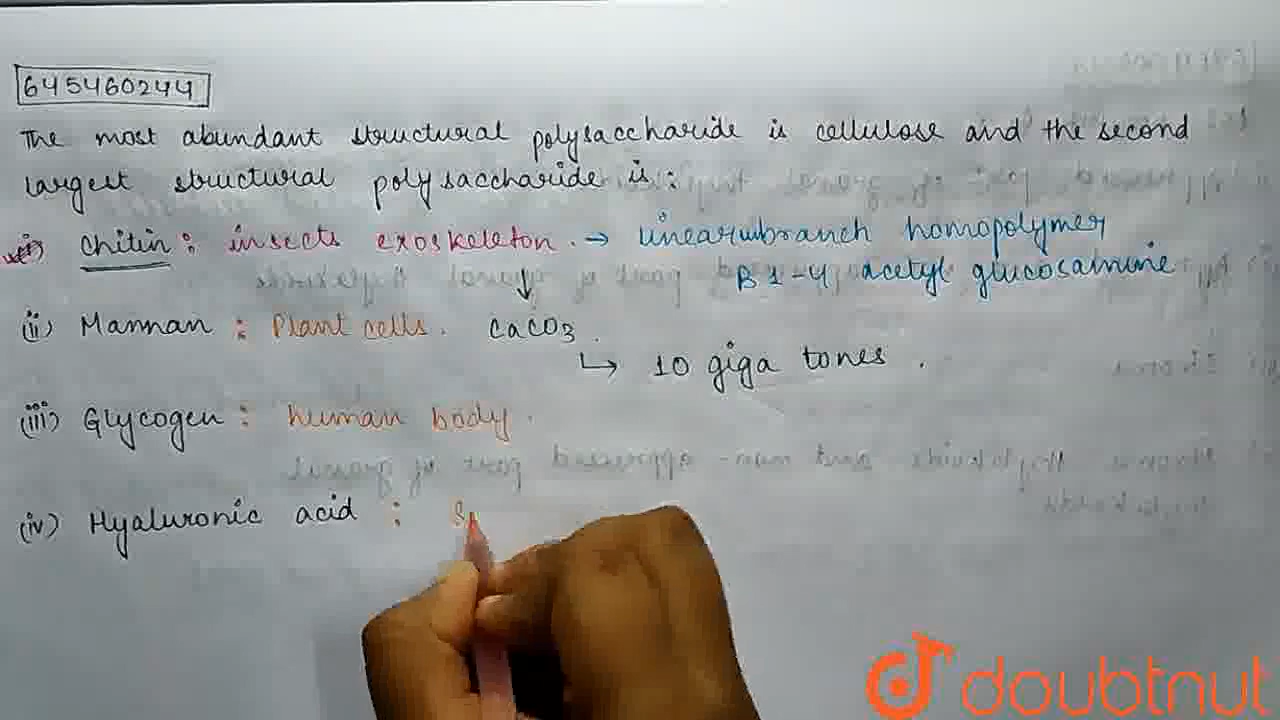 645460244
The most abundant structural polysaccharide is cellulose and the second
largest structural polysaccharide is:
i) Chitin: insects exoskeleton. → linear unbranch homopolymer
B 1-4 acetyl glucosamine
(ii) Mannan: Plant cells. CaCO3.
↳ 10 giga tones.
(iii) Glycogen: human body.
(iv) Hyaluronic acid: S
doubtnut